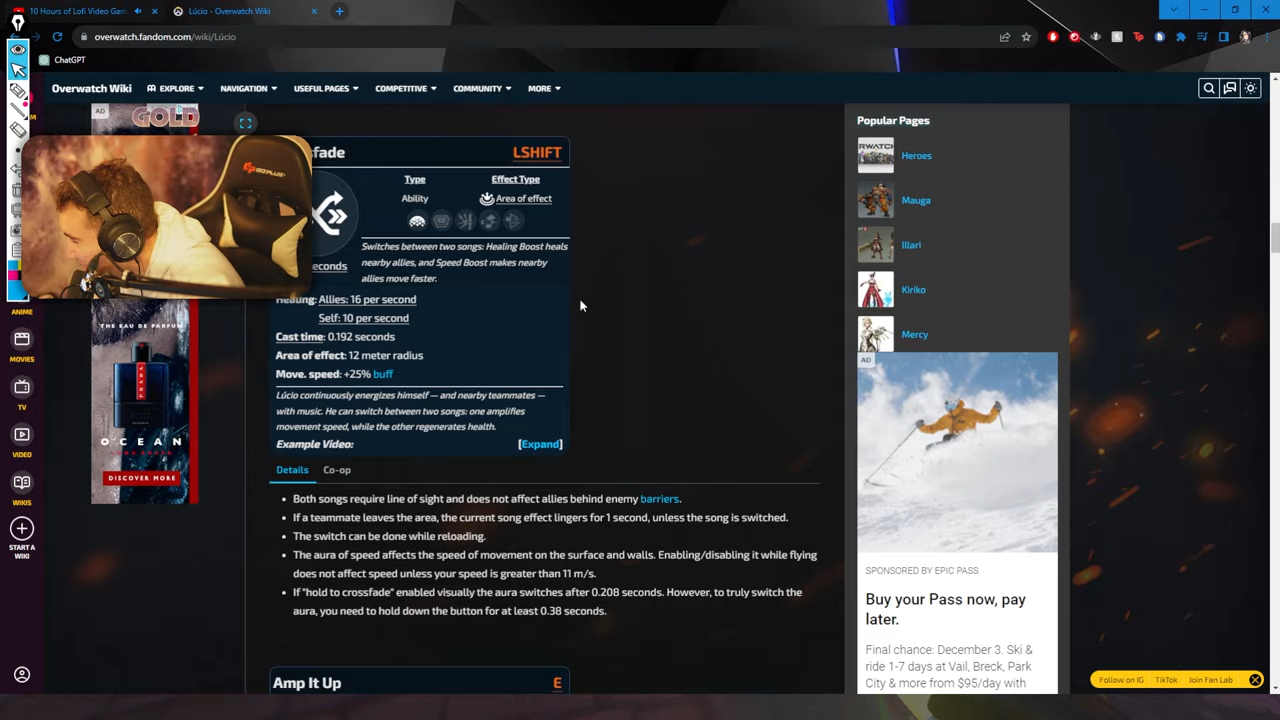 10 Hours of Lofi Video Gam
Lúcio - Overwatch Wiki
overwatch.fandom.com/wiki/Lúcio
ChatGPT
Overwatch Wiki
EXPLORE
NAVIGATION
USEFUL PAGES
COMPETITIVE
COMMUNITY
MORE
AD
GOLD
GTPLAYER
THE EAU DE PARFUM
OCEAN
DISCOVER MORE
ANIME
MOVIES
TV
VIDEO
WIKIS
START A
WIKI
sfade
LSHIFT
Type
Effect Type
Ability
Area of effect
Switches between two songs: Healing Boost heals
nearby allies, and Speed Boost makes nearby
allies move faster.
econds
Healing: Allies: 16 per second
Self: 10 per second
Cast time: 0.192 seconds
Area of effect: 12 meter radius
Move. speed: +25% buff
Lúcio continuously energizes himself — and nearby teammates —
with music. He can switch between two songs: one amplifies
movement speed, while the other regenerates health.
Example Video:
[Expand]
Details
Co-op
Both songs require line of sight and does not affect allies behind enemy barriers.
If a teammate leaves the area, the current song effect lingers for 1 second, unless the song is switched.
The switch can be done while reloading.
The aura of speed affects the speed of movement on the surface and walls. Enabling/disabling it while flying
does not affect speed unless your speed is greater than 11 m/s.
If "hold to crossfade" enabled visually the aura switches after 0.208 seconds. However, to truly switch the
aura, you need to hold down the button for at least 0.38 seconds.
Amp It Up
E
Popular Pages
Heroes
Mauga
Illari
Kiriko
Mercy
AD
SPONSORED BY EPIC PASS
Buy your Pass now, pay
later.
Final chance: December 3. Ski &
ride 1-7 days at Vail, Breck, Park
City & more from $95/day with
Follow on IG
TikTok
Join Fan Lab